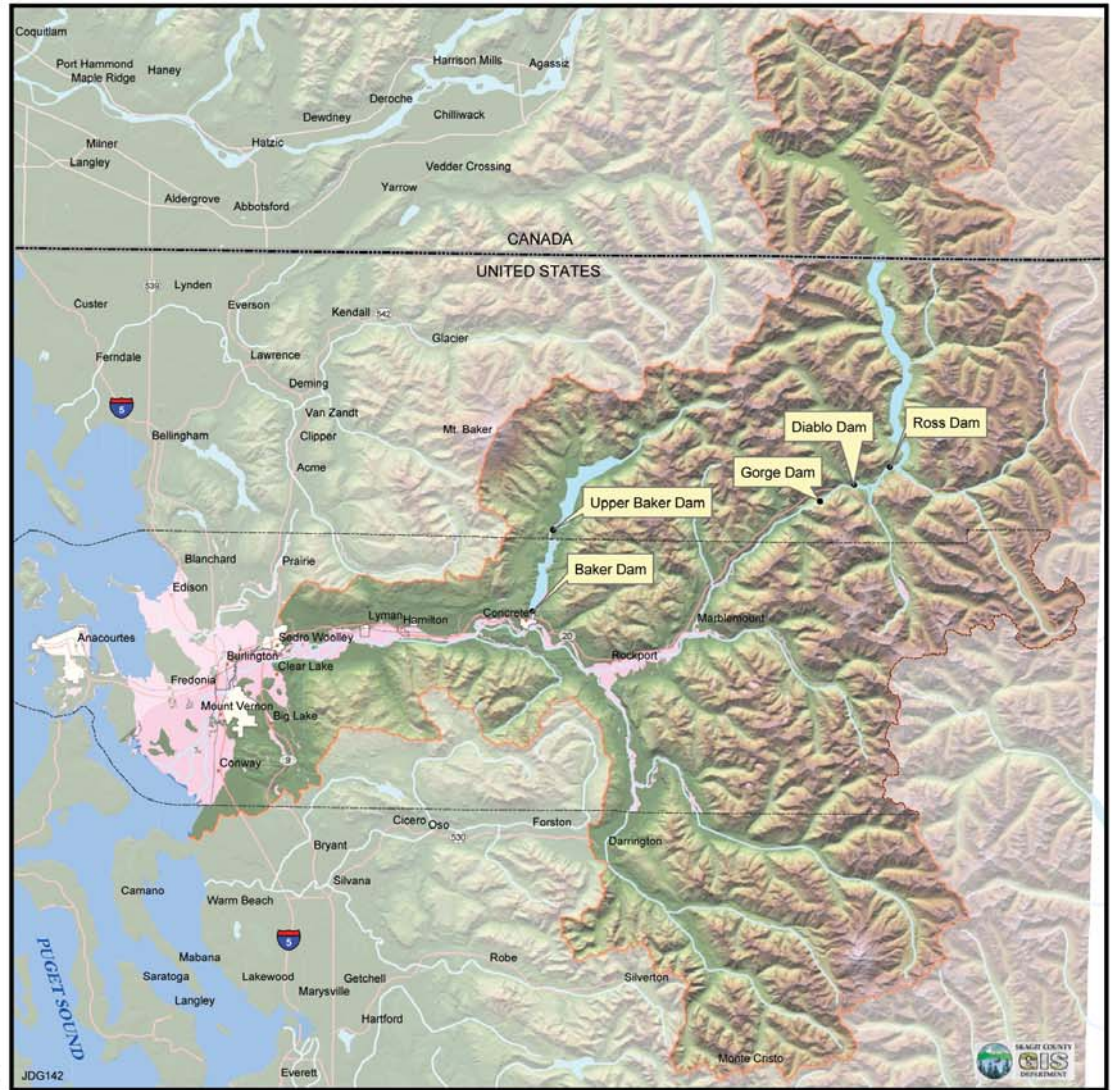 Coquitlam
Port Hammond
Maple Ridge
Haney
Harrison Mills
Agassiz
Deroche
Dewdney
Chilliwack
Milner
Langley
Hatzic
Vedder Crossing
Yarrow
Aldergrove
Abbotsford
CANADA
UNITED STATES
539
Lynden
Custer
Everson
Kendall
542
Glacier
Ferndale
Lawrence
Deming
5
Van Zandt
Mt. Baker
Bellingham
Clipper
Acme
Diablo Dam
Ross Dam
Gorge Dam
Upper Baker Dam
Blanchard
Prairie
Edison
Baker Dam
Lyman
Hamilton
Concrete
Marblemount
Anacourtes
Sedro Woolley
20
Burlington
Clear Lake
Rockport
Fredonia
Mount Vernon
Big Lake
Conway
9
Cicero
Oso
Forston
530
Darrington
Bryant
Silvana
Camano
Warm Beach
5
PUGET SOUND
Mabana
Saratoga
Lakewood
Getchell
Robe
Silverton
Langley
Marysville
Hartford
Monte Cristo
Everett
JDG142
SKAGIT COUNTY
GIS
DEPARTMENT